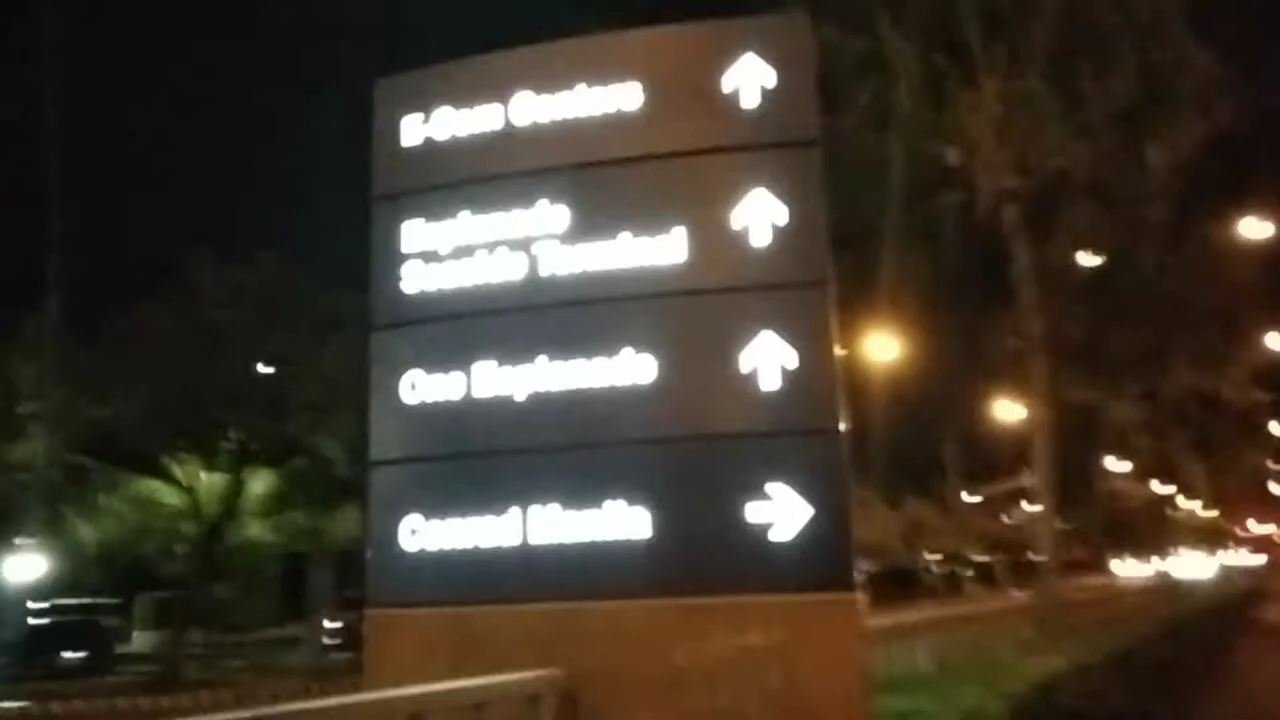 E-Com Centers
Esplanade
Seaside Terminal
One Esplanade
Conrad Manila